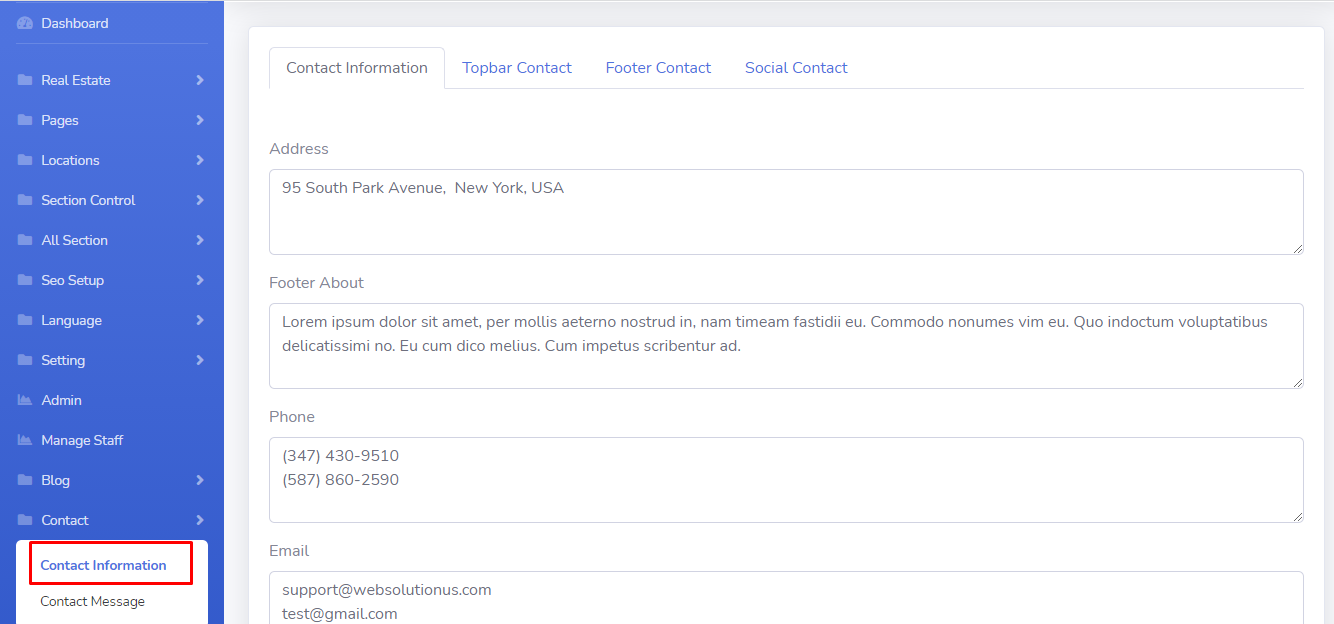 Dashboard
Real Estate
Pages
Locations
Section Control
All Section
Seo Setup
Language
Setting
Admin
Manage Staff
Blog
Contact
Contact Information
Contact Message
Contact Information Topbar Contact Footer Contact Social Contact
Address
95 South Park Avenue,  New York, USA
Footer About
Lorem ipsum dolor sit amet, per mollis aeterno nostrud in, nam timeam fastidii eu. Commodo nonumes vim eu. Quo indoctum voluptatibus
delicatissimi no. Eu cum dico melius. Cum impetus scribentur ad.
Phone
(347) 430-9510
(587) 860-2590
Email
support@websolutionus.com
test@gmail.com